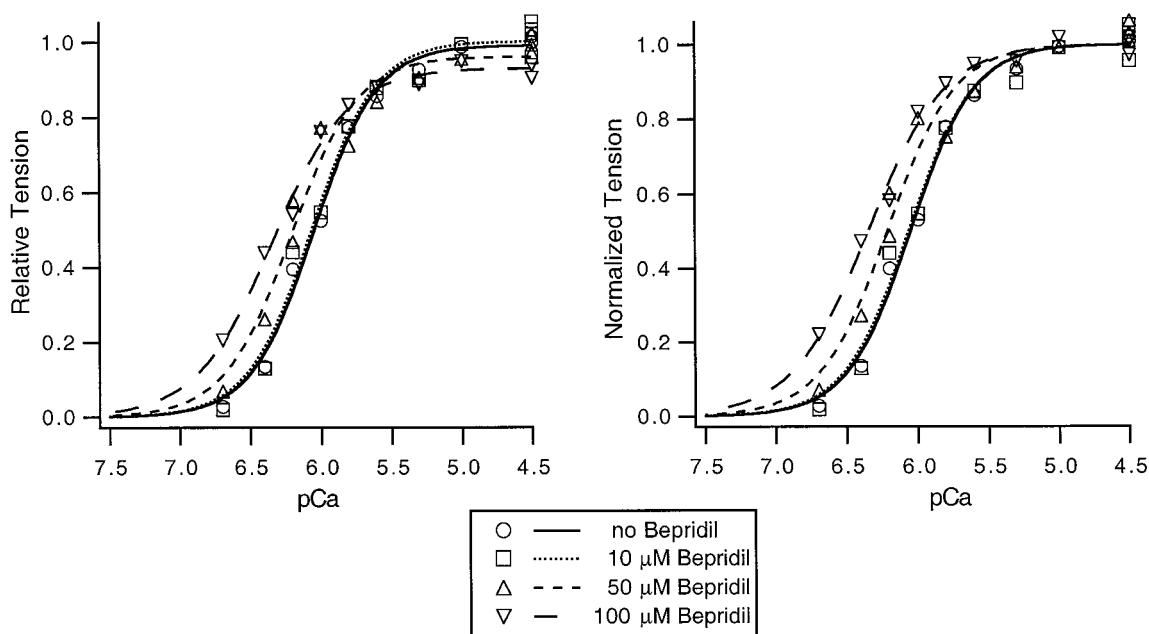 Relative Tension
1.0
0.8
0.6
0.4
0.2
0.0
7.5 7.0 6.5 6.0 5.5 5.0 4.5
pCa
Normalized Tension
1.0
0.8
0.6
0.4
0.2
0.0
7.5 7.0 6.5 6.0 5.5 5.0 4.5
pCa
no Bepridil
10 µM Bepridil
50 µM Bepridil
100 µM Bepridil